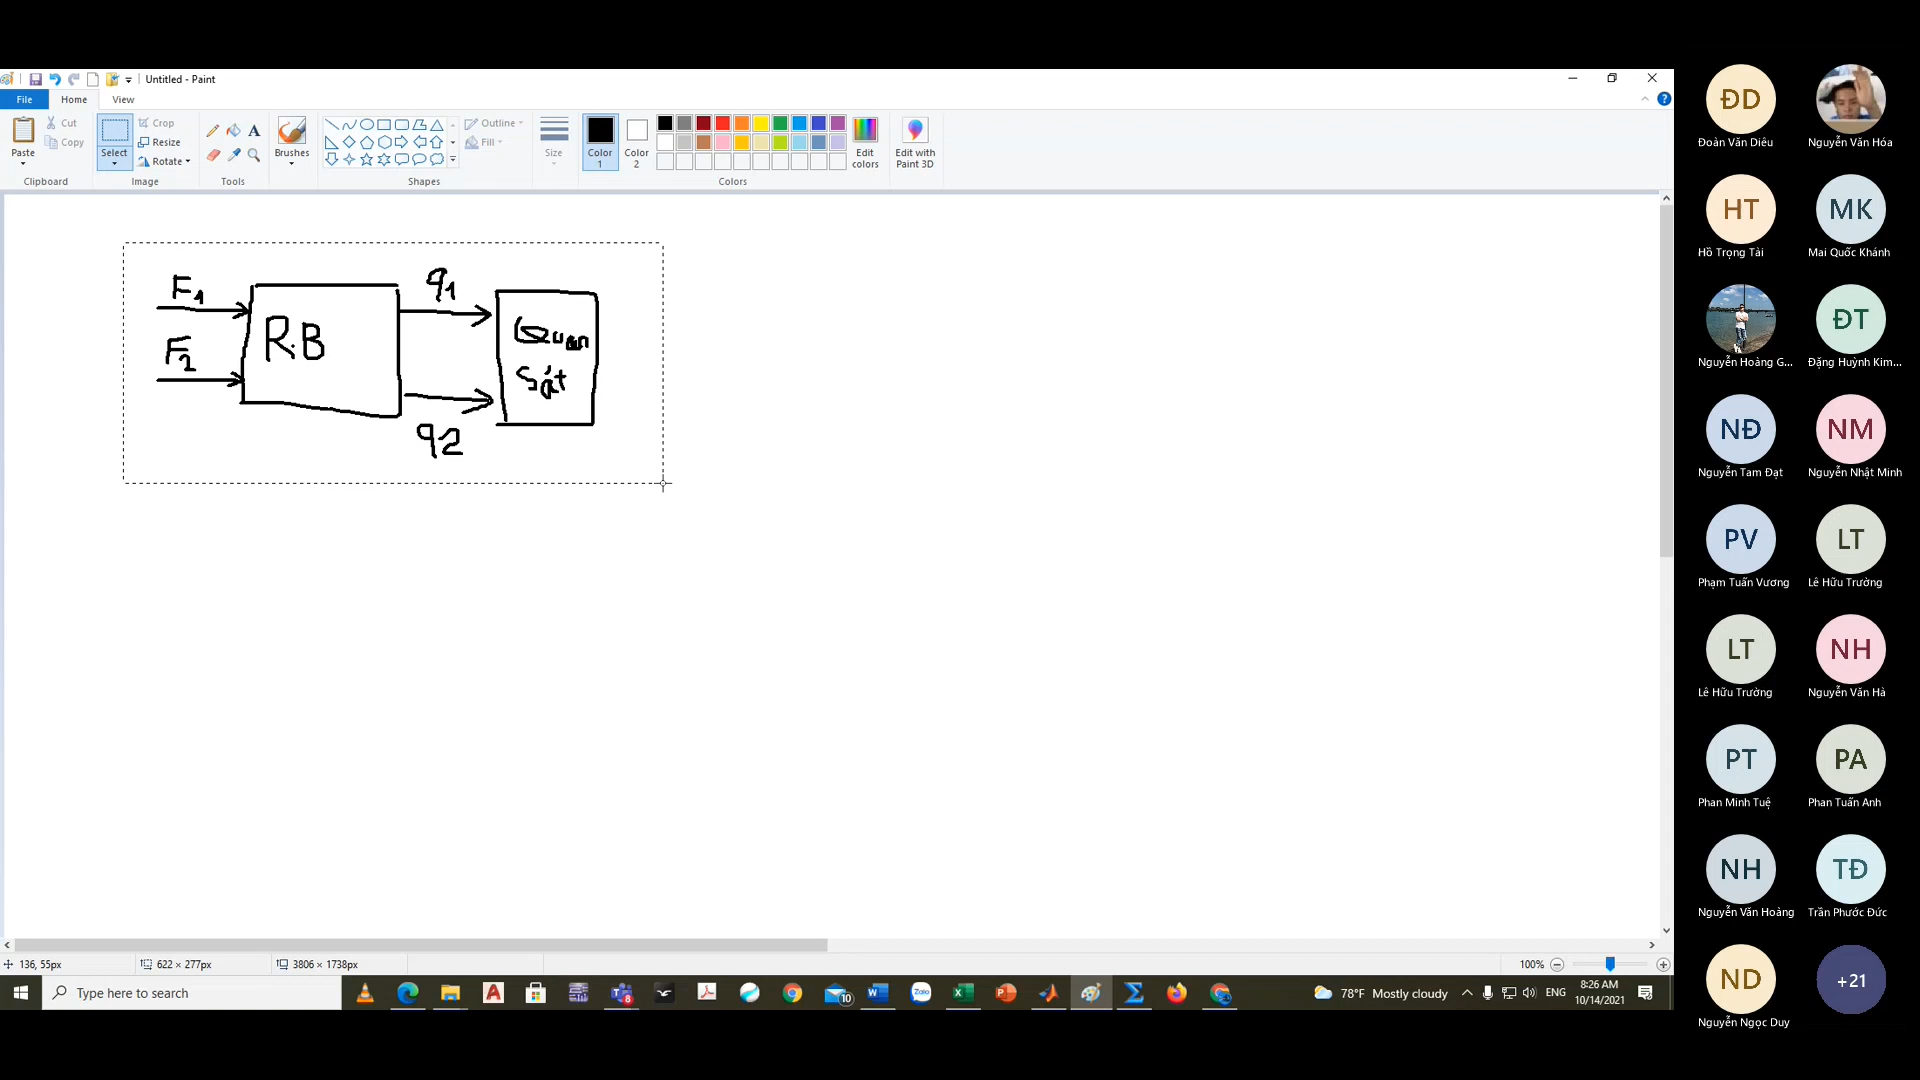 Untitled - Paint
File Home View
Paste
Cut
Copy
Clipboard
Select
Crop
Resize
Rotate
Image
Tools
Brushes
Shapes
Outline
Fill
Size
Color 1
Color 2
Edit colors
Colors
Edit with Paint 3D
F1
F2
R.B
q1
q2
Quan
Sát
136, 55px
622 × 277px
3806 × 1738px
100%
Type here to search
8
10
Zalo
78°F Mostly cloudy
ENG
8:26 AM
10/14/2021
ĐD
Đoàn Văn Diêu
Nguyễn Văn Hóa
HT
Hồ Trọng Tài
MK
Mai Quốc Khánh
Nguyễn Hoàng G...
ĐT
Đặng Huỳnh Kim...
NĐ
Nguyễn Tam Đạt
NM
Nguyễn Nhật Minh
PV
Phạm Tuấn Vương
LT
Lê Hữu Trường
LT
Lê Hữu Trường
NH
Nguyễn Văn Hà
PT
Phan Minh Tuệ
PA
Phan Tuấn Anh
NH
Nguyễn Văn Hoàng
TĐ
Trần Phước Đức
ND
Nguyễn Ngọc Duy
+21